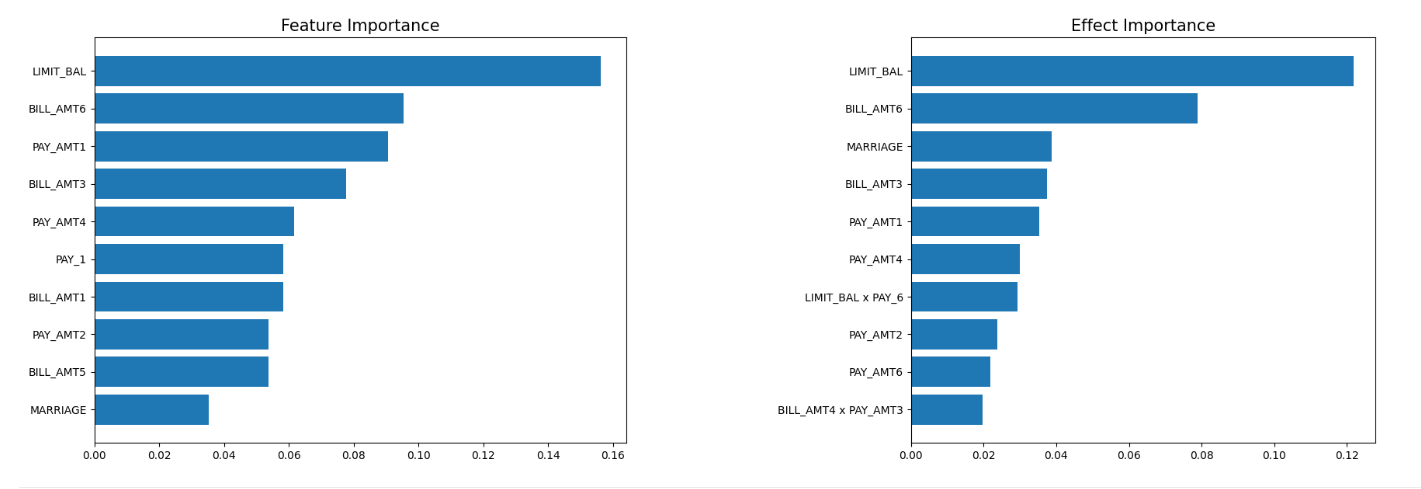 Feature Importance
LIMIT_BAL
BILL_AMT6
PAY_AMT1
BILL_AMT3
PAY_AMT4
PAY_1
BILL_AMT1
PAY_AMT2
BILL_AMT5
MARRIAGE
0.00 0.02 0.04 0.06 0.08 0.10 0.12 0.14 0.16
Effect Importance
LIMIT_BAL
BILL_AMT6
MARRIAGE
BILL_AMT3
PAY_AMT1
PAY_AMT4
LIMIT_BAL x PAY_6
PAY_AMT2
PAY_AMT6
BILL_AMT4 x PAY_AMT3
0.00 0.02 0.04 0.06 0.08 0.10 0.12